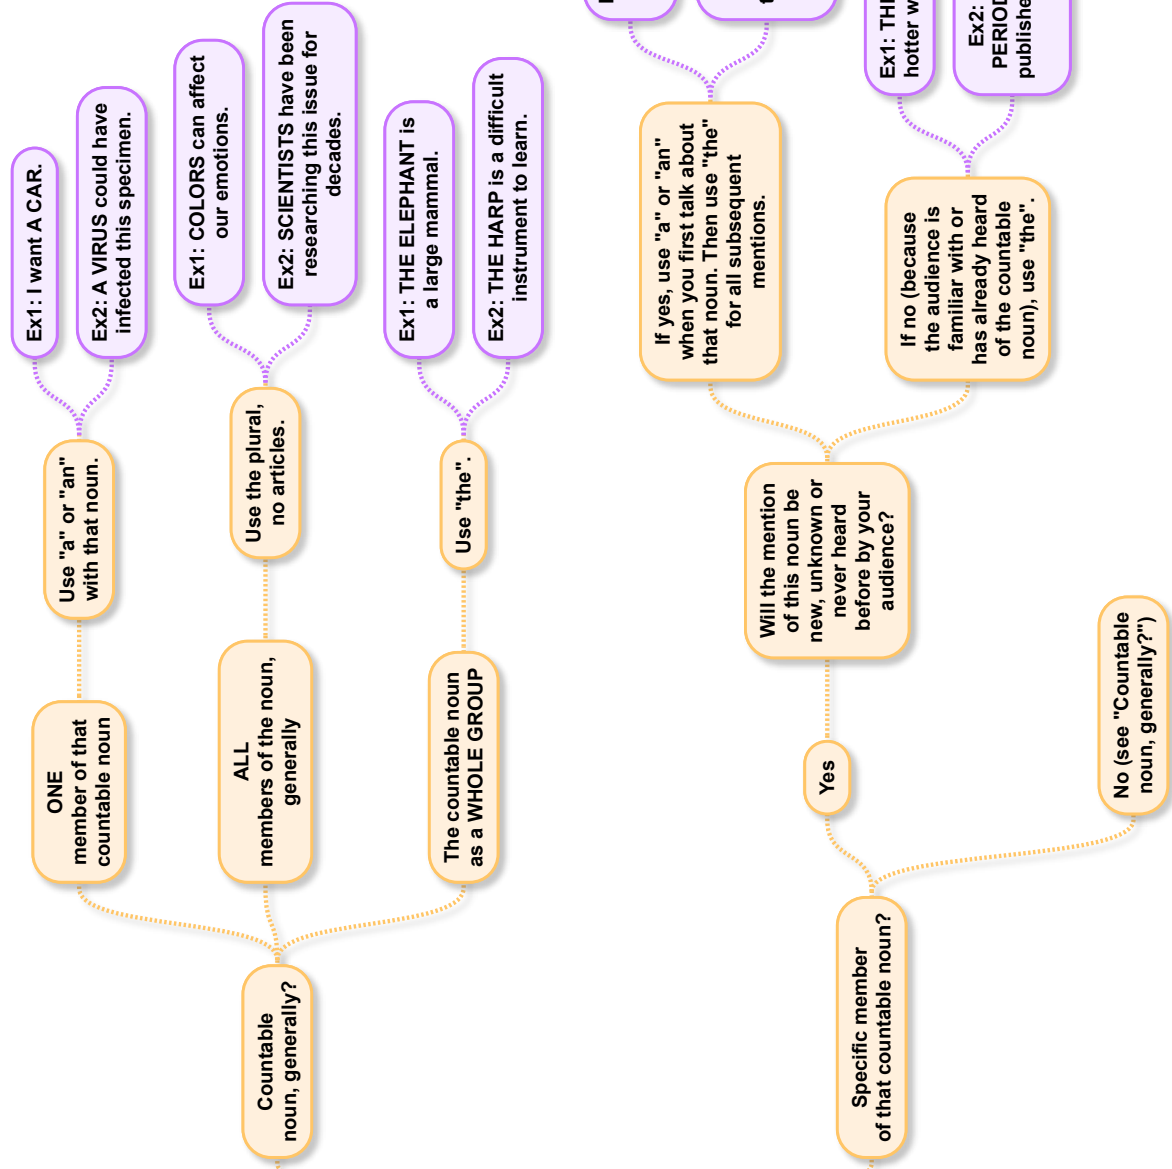 Countable
noun, generally?
ONE
member of that
countable noun
Use "a" or "an"
with that noun.
Ex1: I want A CAR.
Ex2: A VIRUS could have
infected this specimen.
ALL
members of the noun,
generally
Use the plural,
no articles.
Ex1: COLORS can affect
our emotions.
Ex2: SCIENTISTS have been
researching this issue for
decades.
The countable noun
as a WHOLE GROUP
Use "the".
Ex1: THE ELEPHANT is
a large mammal.
Ex2: THE HARP is a difficult
instrument to learn.
Specific member
of that countable noun?
Yes
Will the mention
of this noun be
new, unknown or
never heard
before by your
audience?
If yes, use "a" or "an"
when you first talk about
that noun. Then use "the"
for all subsequent
mentions.
If no (because
the audience is
familiar with or
has already heard
of the countable
noun), use "the".
Ex1: THE
hotter w
Ex2:
PERIOD
publishe
No (see "Countable
noun, generally?")